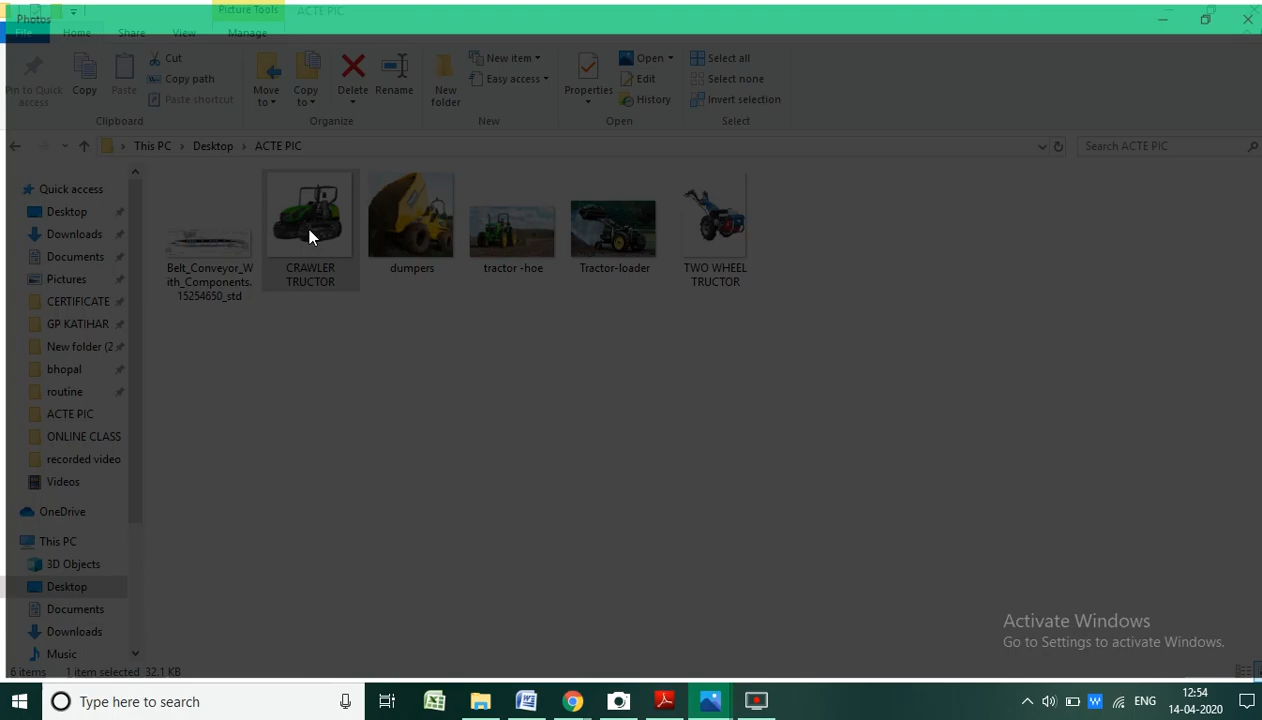 Photos
Picture Tools
ACTE PIC
File
Home
Share
View
Manage
Pin to Quick access
Copy
Paste
Cut
Copy path
Paste shortcut
Move to
Copy to
Delete
Rename
New folder
New item
Easy access
Properties
Open
Edit
History
Select all
Select none
Invert selection
Clipboard
Organize
New
Open
Select
This PC
Desktop
ACTE PIC
Search ACTE PIC
Quick access
Desktop
Downloads
Documents
Pictures
CERTIFICATE
GP KATIHAR
New folder (2
bhopal
routine
ACTE PIC
ONLINE CLASS
recorded video
Videos
OneDrive
This PC
3D Objects
Desktop
Documents
Downloads
Music
Belt_Conveyor_W
ith_Components.
15254650_std
CRAWLER
TRUCTOR
dumpers
tractor -hoe
Tractor-loader
TWO WHEEL
TRUCTOR
Activate Windows
Go to Settings to activate Windows.
6 items
1 item selected 32.1 KB
Type here to search
ENG
12:54
14-04-2020